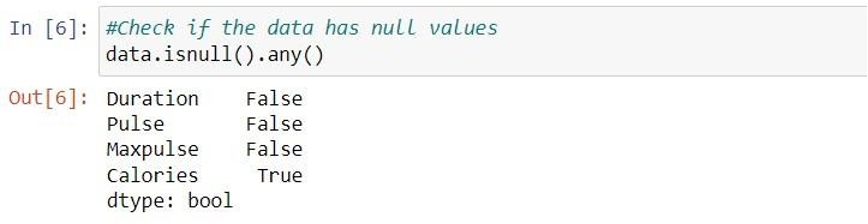 In [6]: #Check if the data has null values
data.isnull().any()
Out[6]: Duration    False
Pulse       False
Maxpulse    False
Calories     True
dtype: bool